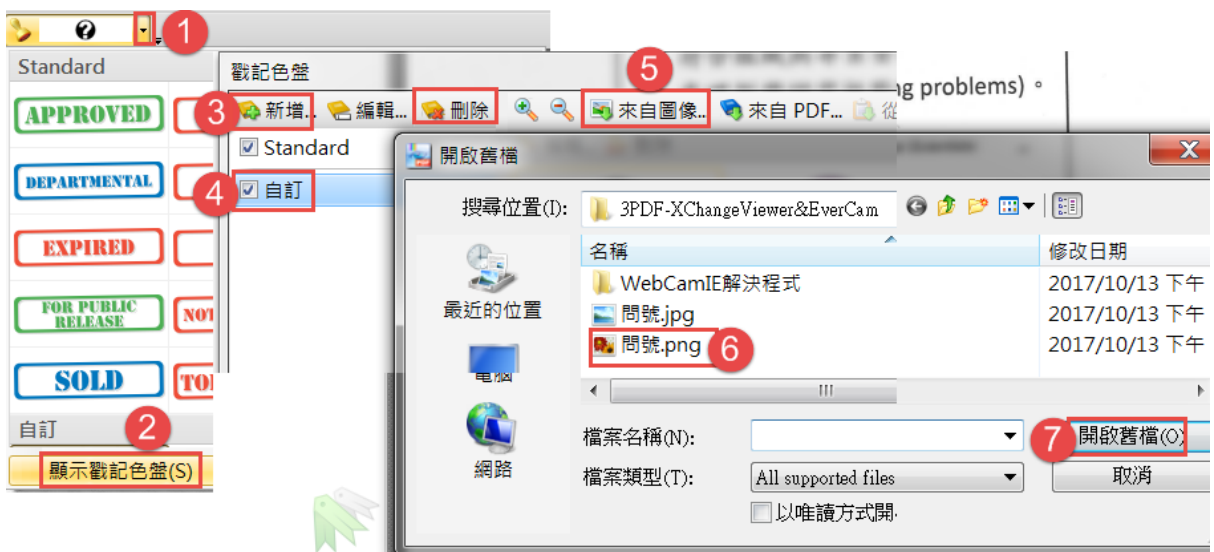 1
Standard
APPROVED
DEPARTMENTAL
EXPIRED
FOR PUBLIC
RELEASE
SOLD
自訂
2
顯示戳記色盤(S)
戳記色盤
5
3
新增...
編輯...
刪除
來自圖像...
來自 PDF...
從
Standard
4
自訂
ng problems)。
開啟舊檔
X
搜尋位置(I):
3PDF-XChangeViewer&EverCam
名稱
修改日期
WebCamIE解決程式
2017/10/13 下午
問號.jpg
2017/10/13 下午
問號.png
6
2017/10/13 下午
最近的位置
電腦
網路
檔案名稱(N):
7
開啟舊檔(O)
檔案類型(T):
All supported files
取消
以唯讀方式開